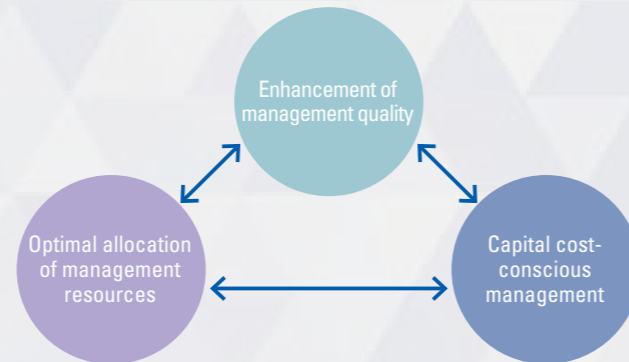 Enhancement of
management quality
Optimal allocation
of management
resources
Capital cost-
conscious
management